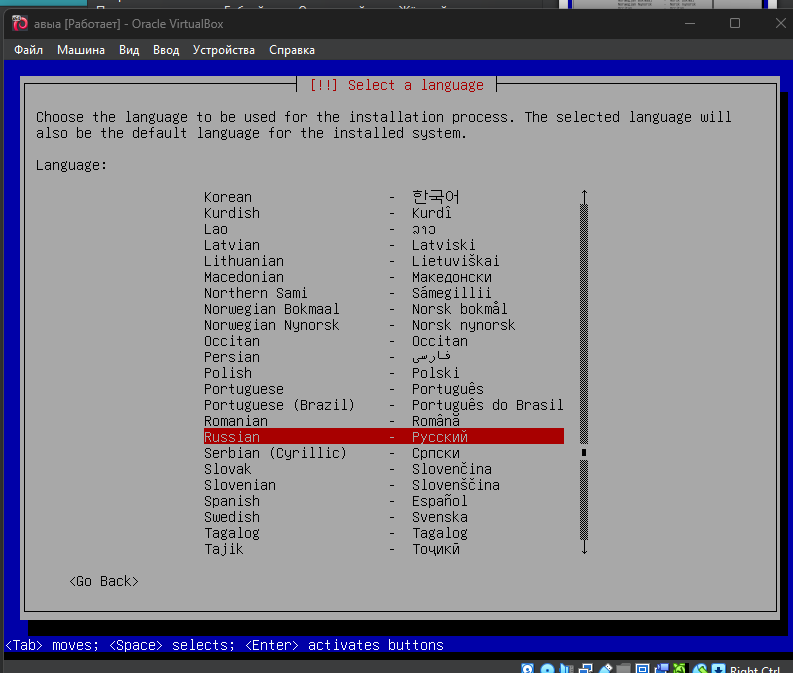 авыа [Работает] - Oracle VirtualBox
Файл Машина Вид Ввод Устройства Справка
[!!] Select a language
Choose the language to be used for the installation process. The selected language will
also be the default language for the installed system.
Language:
Korean - 한국어
Kurdish - Kurdî
Lao - ລາວ
Latvian - Latviski
Lithuanian - Lietuviškai
Macedonian - Македонски
Northern Sami - Sámegillii
Norwegian Bokmaal - Norsk bokmål
Norwegian Nynorsk - Norsk nynorsk
Occitan - Occitan
Persian - فارسی
Polish - Polski
Portuguese - Português
Portuguese (Brazil) - Português do Brasil
Romanian - Română
Russian - Русский
Serbian (Cyrillic) - Српски
Slovak - Slovenčina
Slovenian - Slovenščina
Spanish - Español
Swedish - Svenska
Tagalog - Tagalog
Tajik - Тоҷикӣ
<Go Back>
<Tab> moves; <Space> selects; <Enter> activates buttons
Right Ctrl